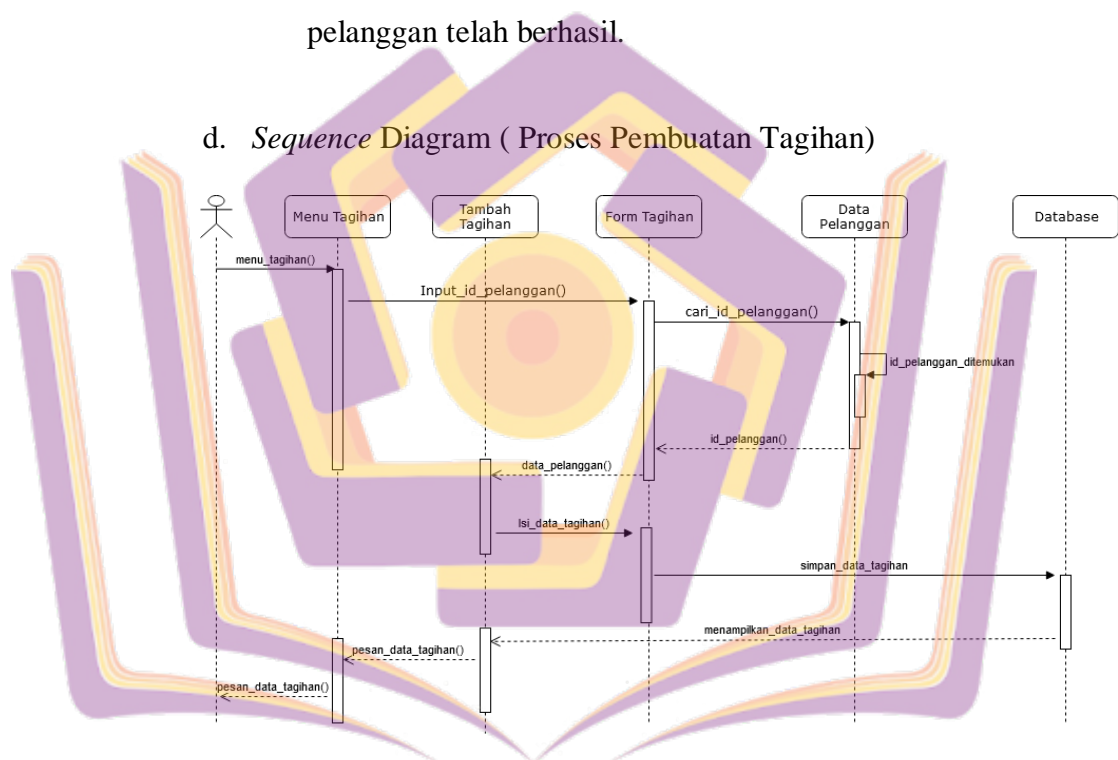 pelanggan telah berhasil.
d. Sequence Diagram ( Proses Pembuatan Tagihan)
Menu Tagihan
Tambah
Tagihan
Form Tagihan
Data
Pelanggan
Database
menu_tagihan()
Input_id_pelanggan()
cari_id_pelanggan()
id_pelanggan_ditemukan
id_pelanggan()
data_pelanggan()
Isi_data_tagihan()
simpan_data_tagihan
menampilkan_data_tagihan
pesan_data_tagihan()
pesan_data_tagihan()